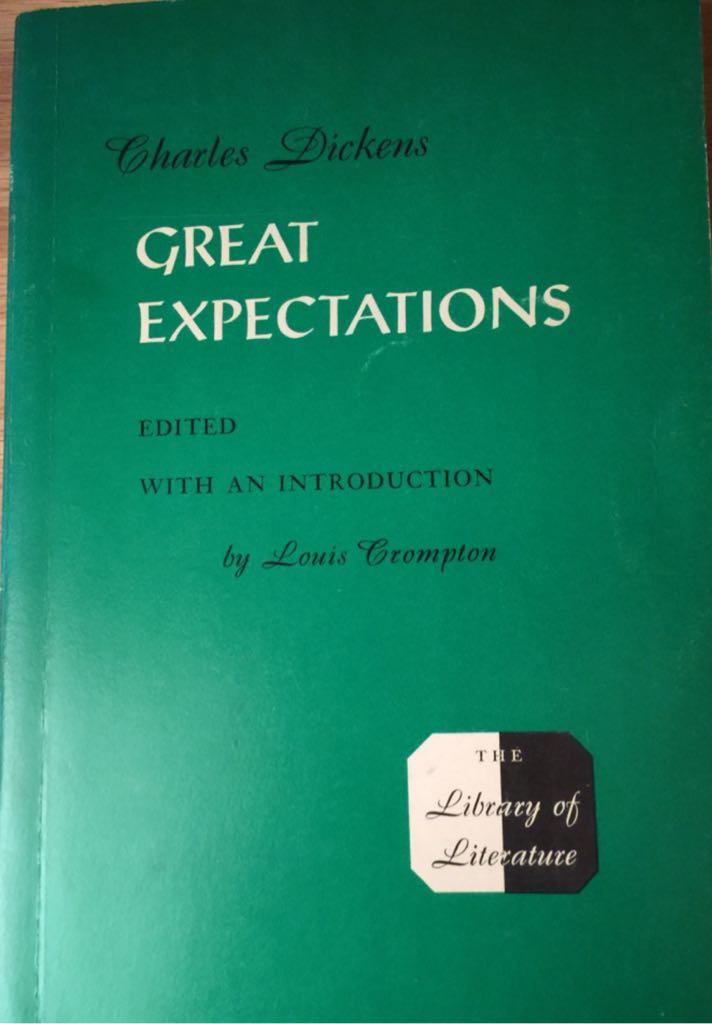 Charles Dickens
GREAT
EXPECTATIONS
EDITED
WITH AN INTRODUCTION
by Louis Crompton
THE
Library of
Literature